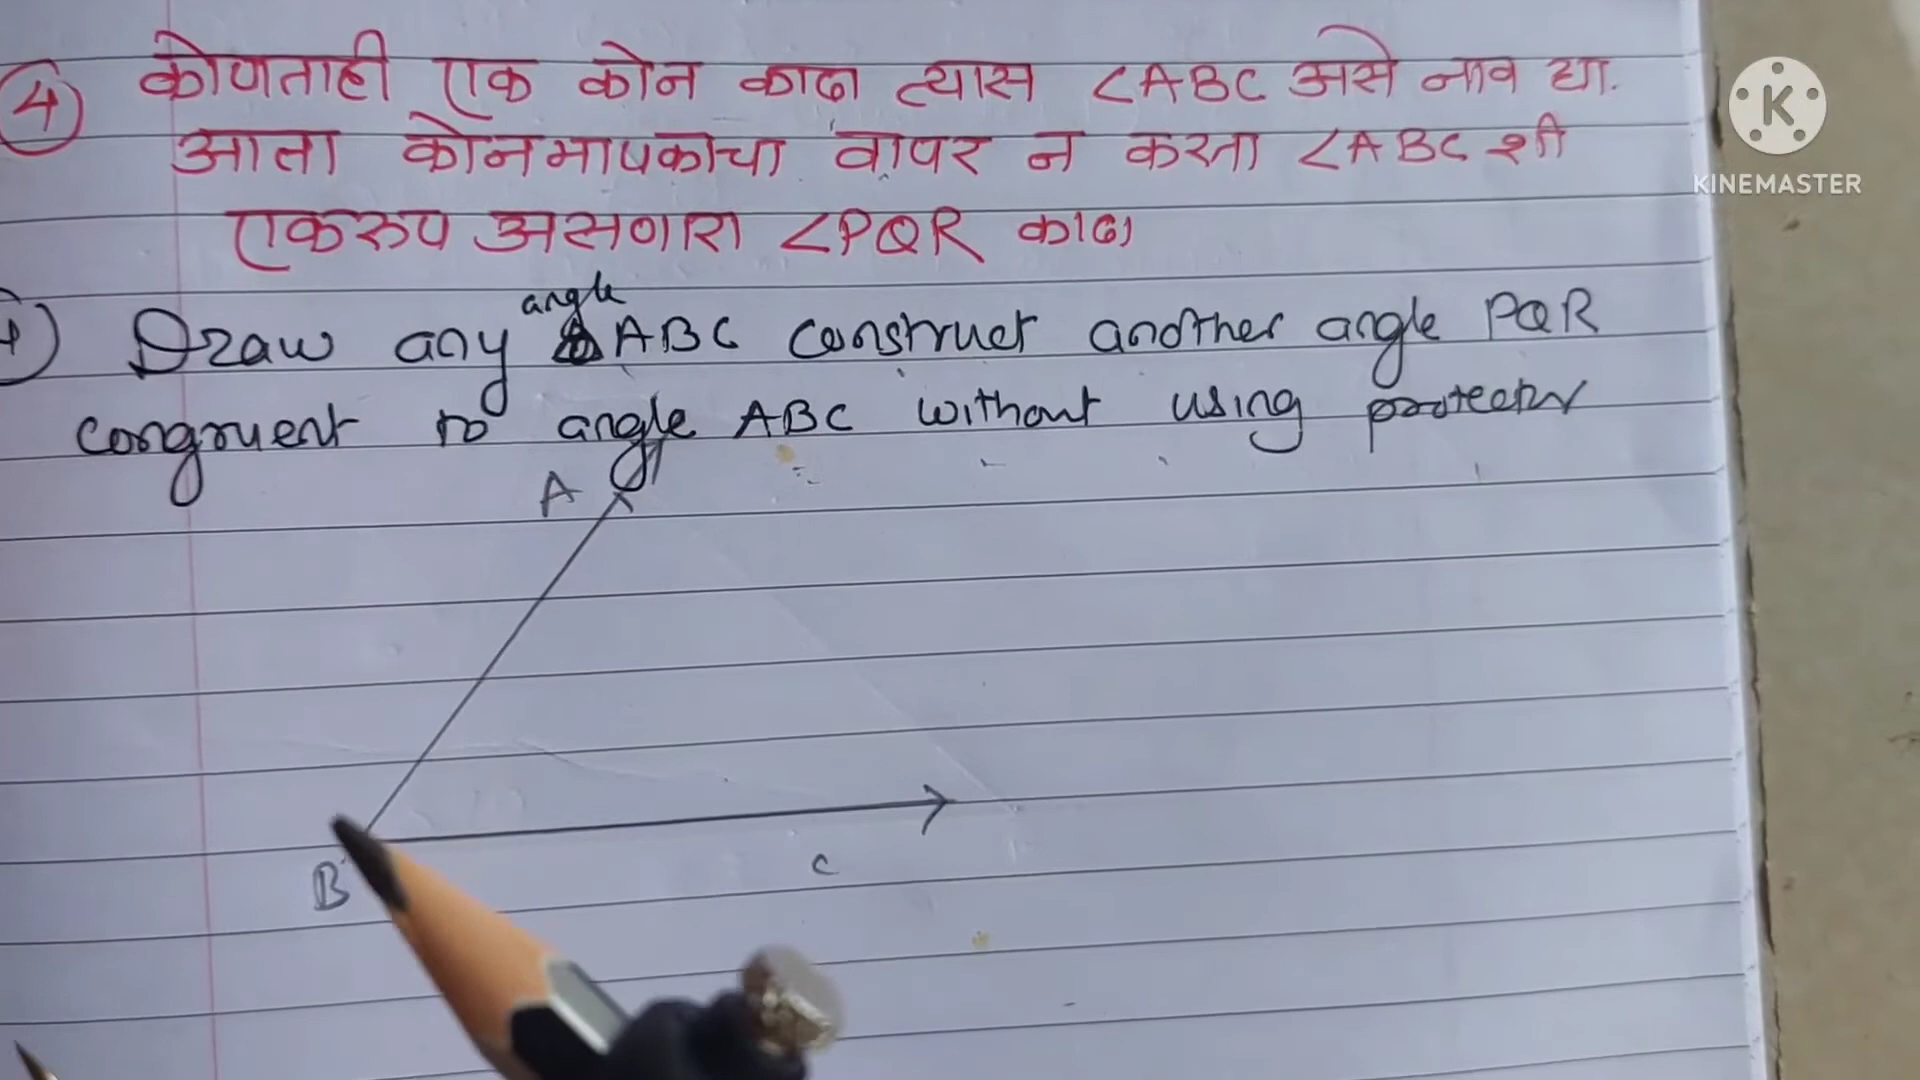 4 कोणताही एक कोन काढा त्यास ∠ABC असे नाव द्या.
आता कोनमापकाचा वापर न करता ∠ABC शी
एकरुप असणारा ∠PQR काढा
K
KINEMASTER
angle
Draw any ABC construct another angle PQR
congruent to angle ABC without using protector
A
B
C